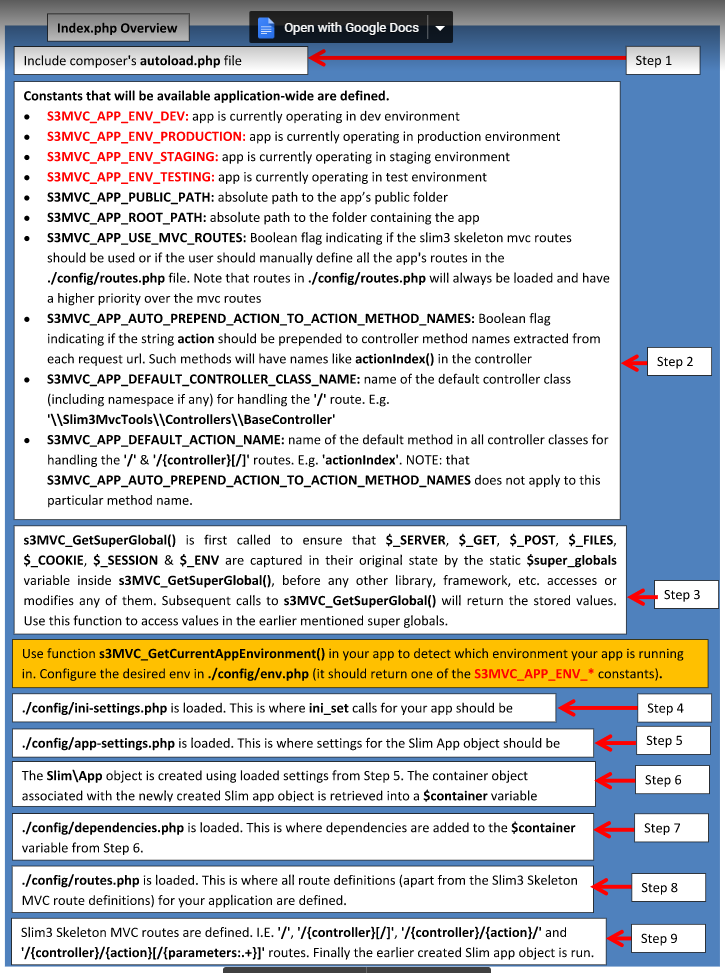 Index.php Overview
Open with Google Docs
Include composer's autoload.php file
Step 1
Constants that will be available application-wide are defined.
• S3MVC_APP_ENV_DEV: app is currently operating in dev environment
• S3MVC_APP_ENV_PRODUCTION: app is currently operating in production environment
• S3MVC_APP_ENV_STAGING: app is currently operating in staging environment
• S3MVC_APP_ENV_TESTING: app is currently operating in test environment
• S3MVC_APP_PUBLIC_PATH: absolute path to the app's public folder
• S3MVC_APP_ROOT_PATH: absolute path to the folder containing the app
• S3MVC_APP_USE_MVC_ROUTES: Boolean flag indicating if the slim3 skeleton mvc routes
should be used or if the user should manually define all the app's routes in the
./config/routes.php file. Note that routes in ./config/routes.php will always be loaded and have
a higher priority over the mvc routes
• S3MVC_APP_AUTO_PREPEND_ACTION_TO_ACTION_METHOD_NAMES: Boolean flag
indicating if the string action should be prepended to controller method names extracted from
each request url. Such methods will have names like actionIndex() in the controller
• S3MVC_APP_DEFAULT_CONTROLLER_CLASS_NAME: name of the default controller class
(including namespace if any) for handling the '/' route. E.g.
'\\Slim3MvcTools\\Controllers\\BaseController'
• S3MVC_APP_DEFAULT_ACTION_NAME: name of the default method in all controller classes for
handling the '/' & '/{controller}[/]' routes. E.g. 'actionIndex'. NOTE: that
S3MVC_APP_AUTO_PREPEND_ACTION_TO_ACTION_METHOD_NAMES does not apply to this
particular method name.
Step 2
s3MVC_GetSuperGlobal() is first called to ensure that $_SERVER, $_GET, $_POST, $_FILES,
$_COOKIE, $_SESSION & $_ENV are captured in their original state by the static $super_globals
variable inside s3MVC_GetSuperGlobal(), before any other library, framework, etc. accesses or
modifies any of them. Subsequent calls to s3MVC_GetSuperGlobal() will return the stored values.
Use this function to access values in the earlier mentioned super globals.
Step 3
Use function s3MVC_GetCurrentAppEnvironment() in your app to detect which environment your app is running
in. Configure the desired env in ./config/env.php (it should return one of the S3MVC_APP_ENV_* constants).
./config/ini-settings.php is loaded. This is where ini_set calls for your app should be
Step 4
./config/app-settings.php is loaded. This is where settings for the Slim App object should be
Step 5
The Slim\App object is created using loaded settings from Step 5. The container object
associated with the newly created Slim app object is retrieved into a $container variable
Step 6
./config/dependencies.php is loaded. This is where dependencies are added to the $container
variable from Step 6.
Step 7
./config/routes.php is loaded. This is where all route definitions (apart from the Slim3 Skeleton
MVC route definitions) for your application are defined.
Step 8
Slim3 Skeleton MVC routes are defined. I.E. '/', '/{controller}[/]', '/{controller}/{action}/' and
'/{controller}/{action}[/{parameters:.+}]' routes. Finally the earlier created Slim app object is run.
Step 9